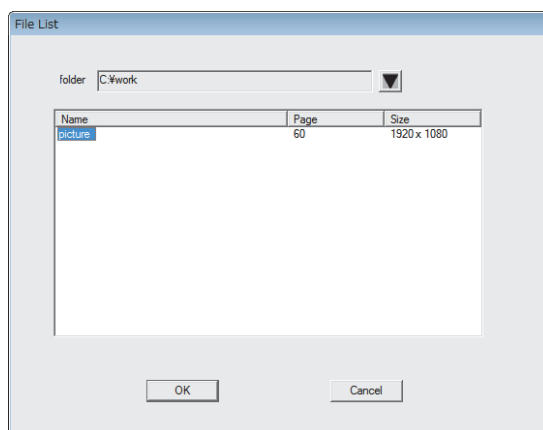 File List
folder C:¥work
Name Page Size
picture 60 1920 x 1080
OK Cancel